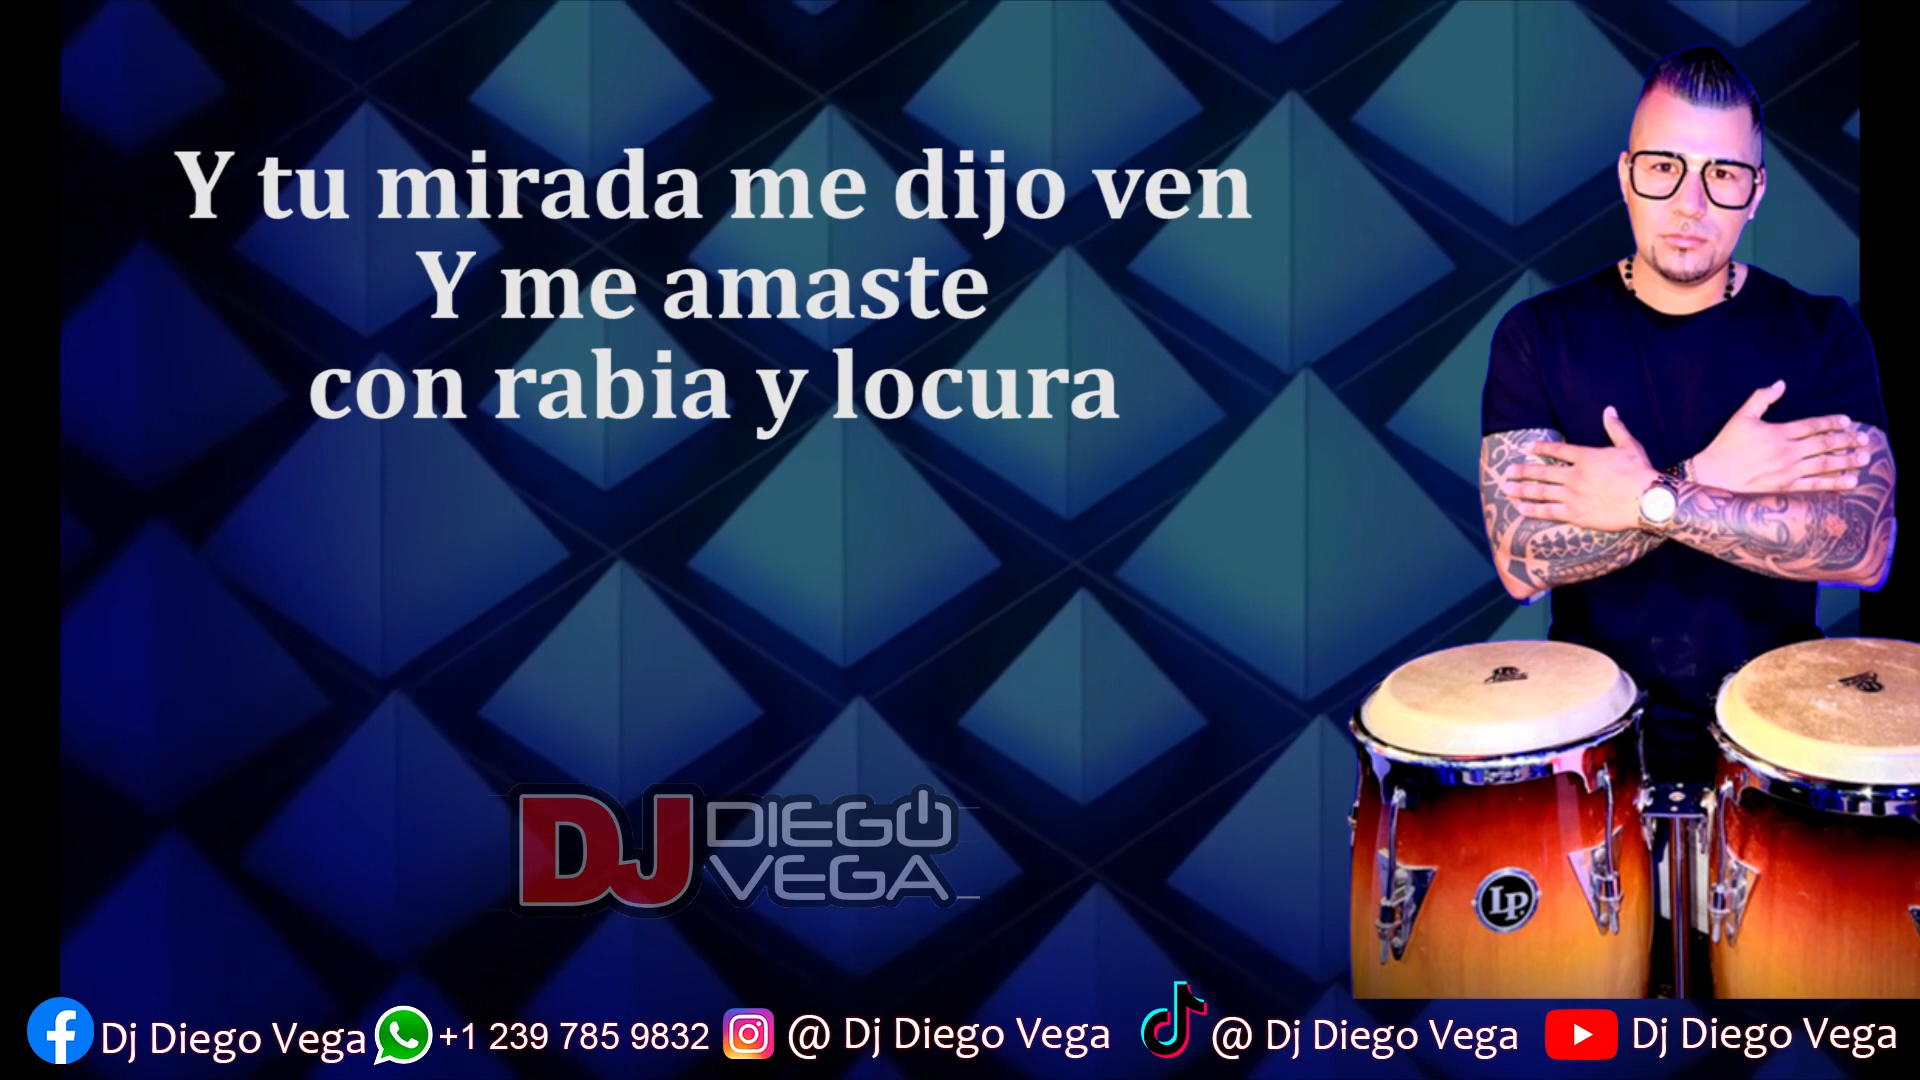 Y tu mirada me dijo ven
Y me amaste
con rabia y locura
DJ DIEGO
VEGA
LP
Dj Diego Vega +1 239 785 9832 @ Dj Diego Vega @ Dj Diego Vega Dj Diego Vega